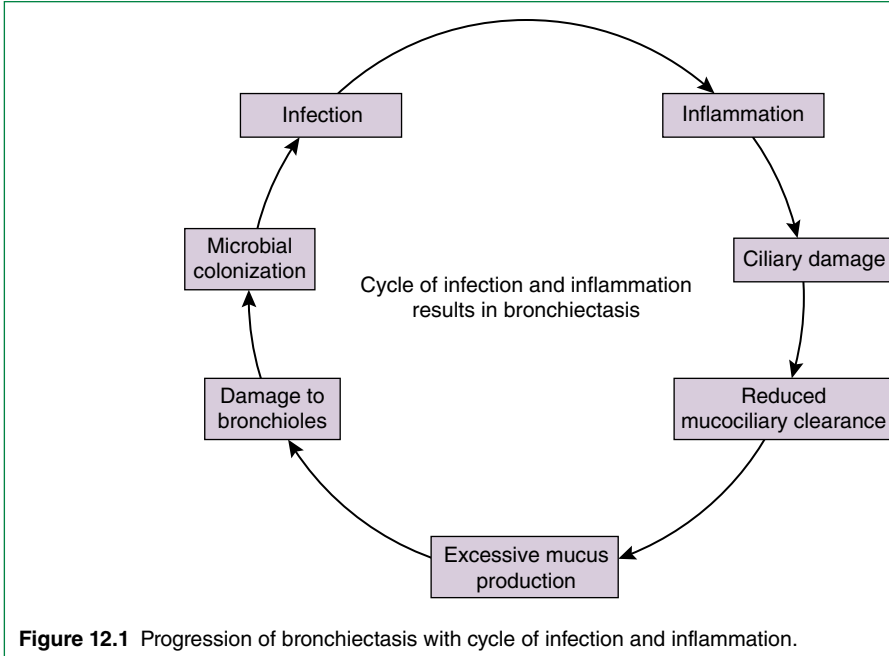 Infection
Inflammation
Ciliary damage
Reduced
mucociliary clearance
Excessive mucus
production
Damage to
bronchioles
Microbial
colonization
Cycle of infection and inflammation
results in bronchiectasis
Figure 12.1 Progression of bronchiectasis with cycle of infection and inflammation.